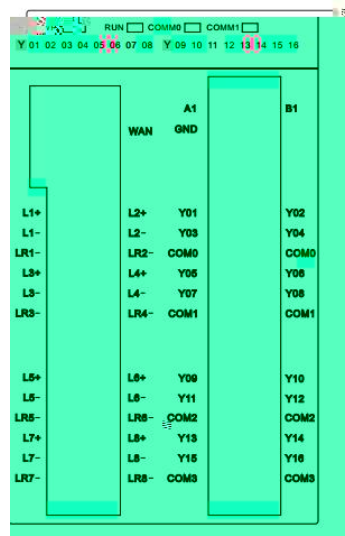 RUN COMM0 COMM1
Y 01 02 03 04 05 06 07 08 Y 09 10 11 12 13 14 15 16
A1 B1
WAN GND
L1+ L2+ Y01 Y02
L1- L2- Y03 Y04
LR1- LR2- COM0 COM0
L3+ L4+ Y05 Y06
L3- L4- Y07 Y08
LR3- LR4- COM1 COM1
L5+ L6+ Y09 Y10
L5- L6- Y11 Y12
LR5- LR6- COM2 COM2
L7+ L8+ Y13 Y14
L7- L8- Y15 Y16
LR7- LR8- COM3 COM3